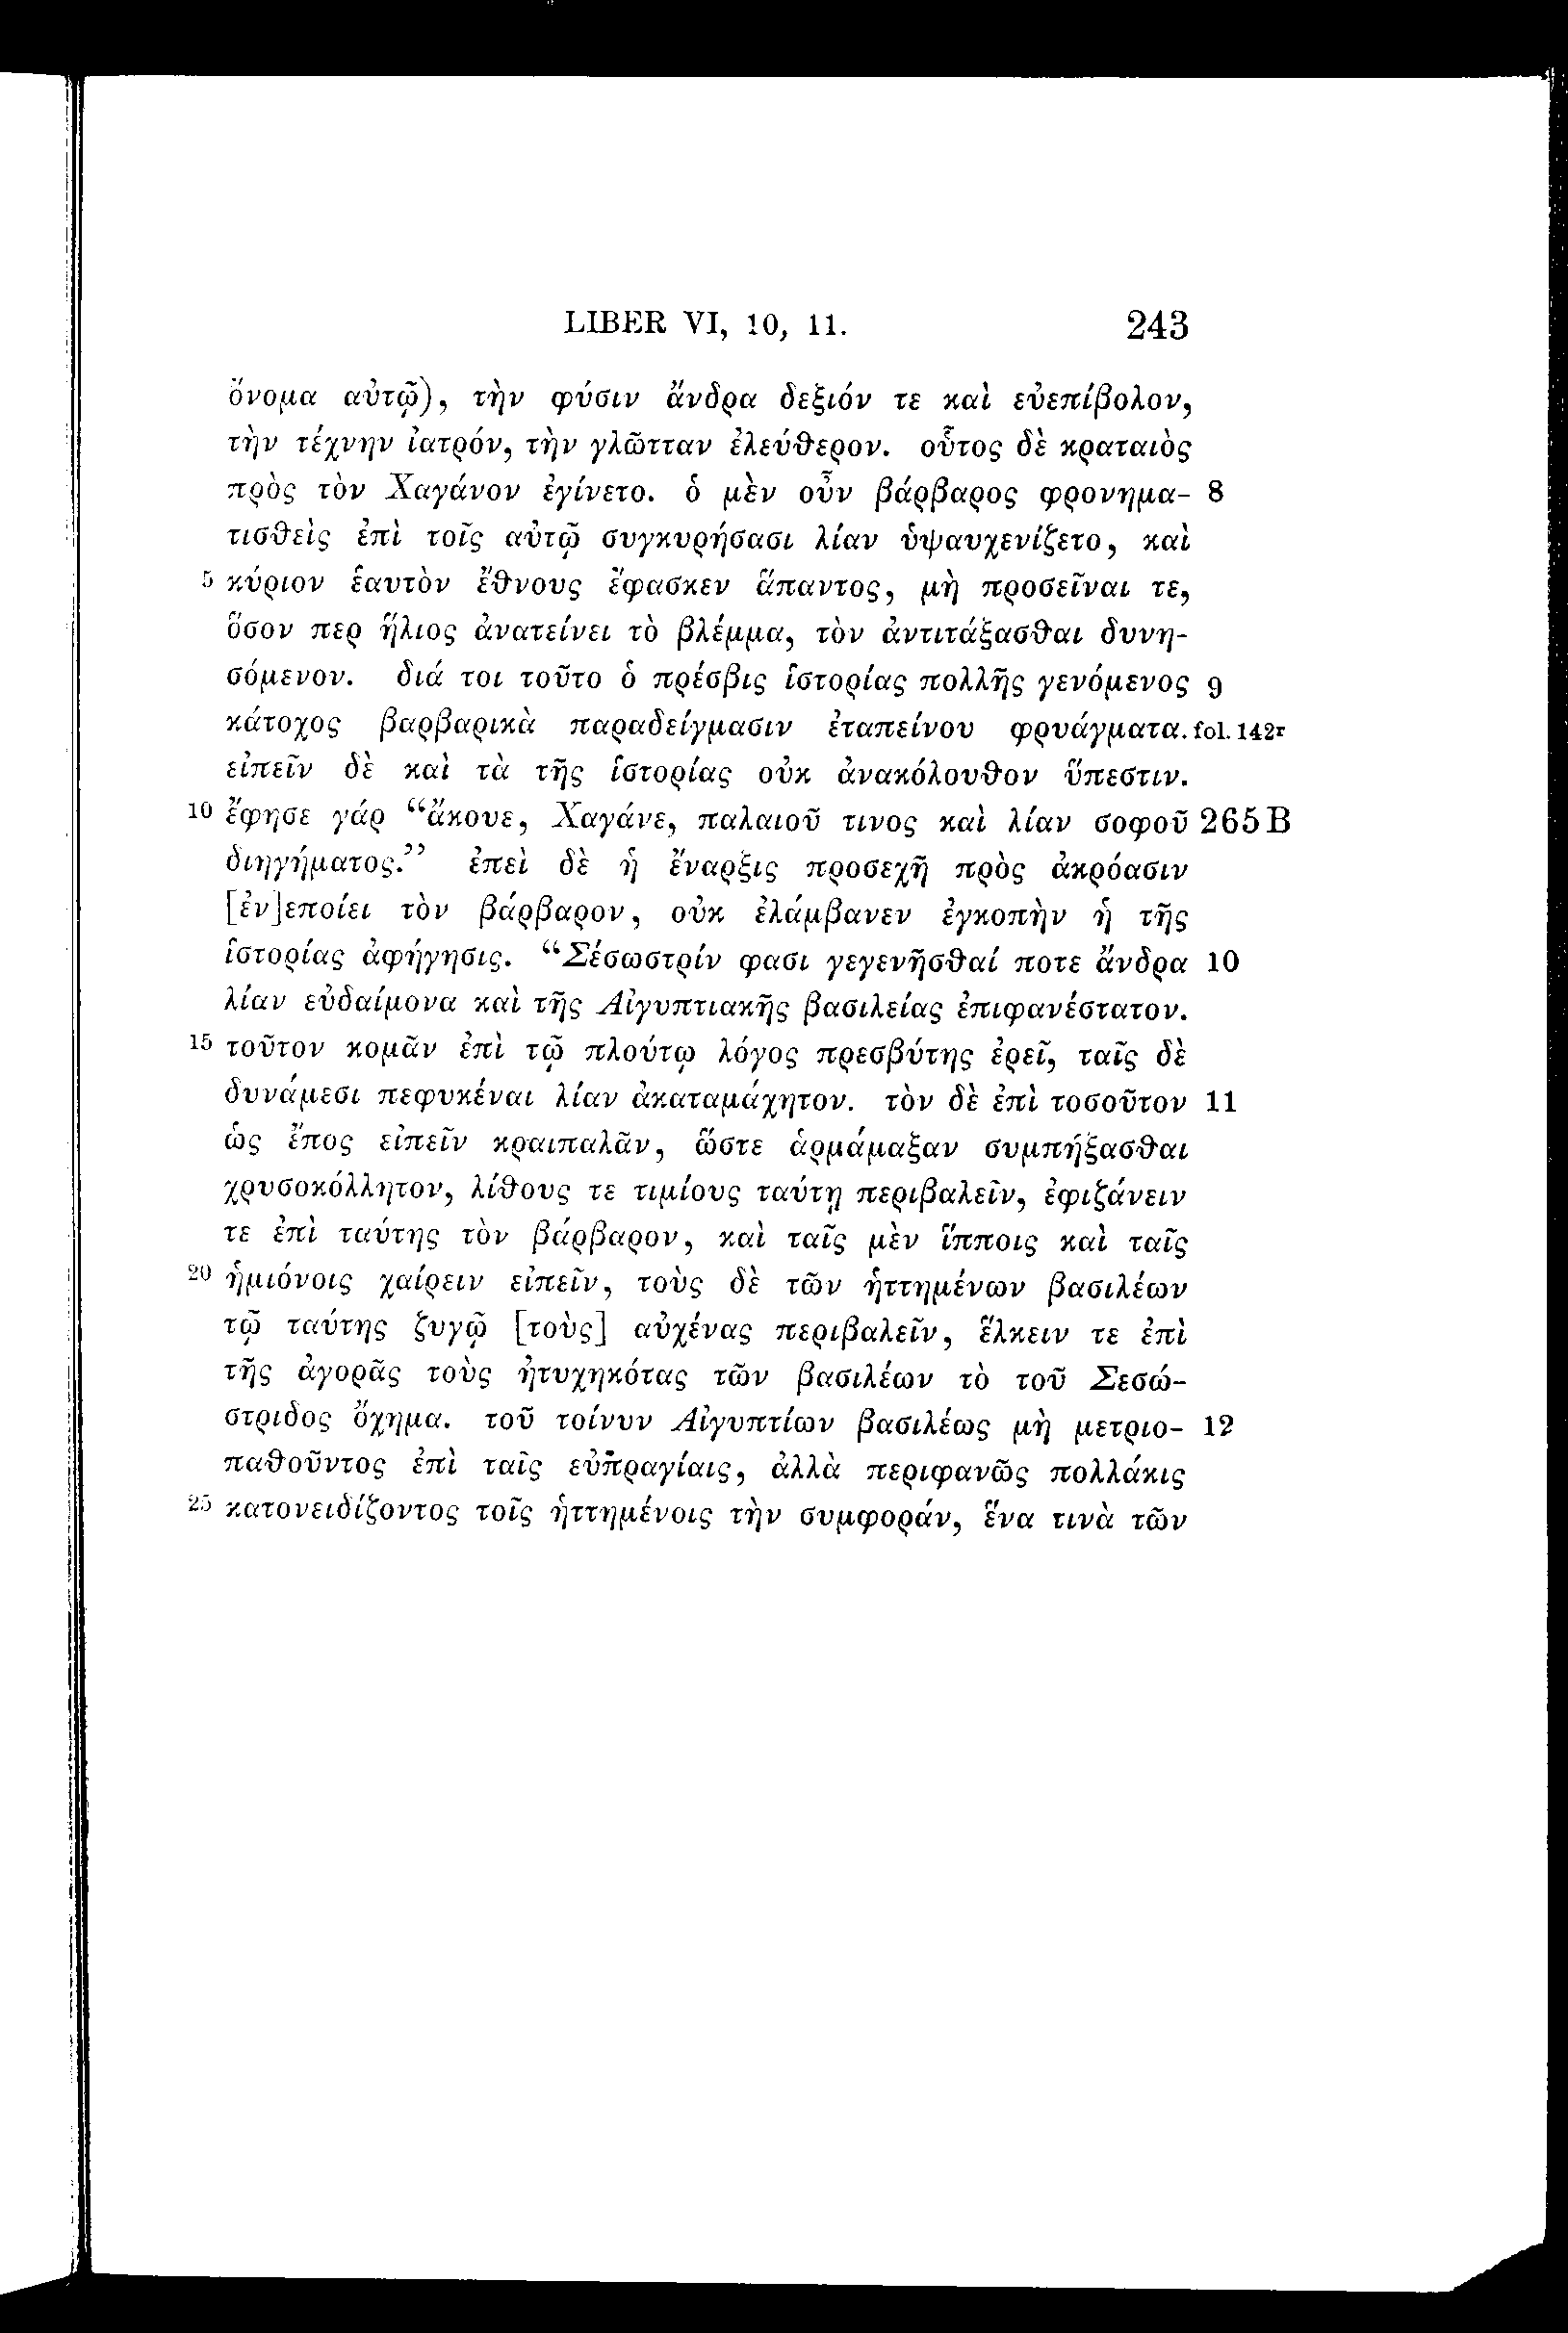 LIBER VI, 10, 11. 243
ὄνομα αὐτῷ), τὴν φύσιν ἄνδρα δεξιόν τε καὶ εὐεπίβολον,
τὴν τέχνην ἰατρόν, τὴν γλῶτταν ἐλεύθερον. οὗτος δὲ κραταιὸς
πρὸς τὸν Χαγάνον ἐγίνετο. ὁ μὲν οὖν βάρβαρος φρονημα- 8
τισθεὶς ἐπὶ τοῖς αὐτῷ συγκυρήσασι λίαν ὑψαυχενίζετο, καὶ
5 κύριον ἑαυτὸν ἔθνους ἔφασκεν ἅπαντος, μὴ προσεῖναι τε,
ὅσον περ ἥλιος ἀνατείνει τὸ βλέμμα, τὸν ἀντιτάξασθαι δυνη-
σόμενον. διά τοι τοῦτο ὁ πρέσβις ἱστορίας πολλῆς γενόμενος 9
κάτοχος βαρβαρικὰ παραδείγμασιν ἐταπείνου φρυάγματα. fol. 142r
εἰπεῖν δὲ καὶ τὰ τῆς ἱστορίας οὐκ ἀνακόλουθον ὕπεστιν.
10 ἔφησε γάρ “ἄκουε, Χαγάνε, παλαιοῦ τινος καὶ λίαν σοφοῦ 265 B
διηγήματος.” ἐπεὶ δὲ ἡ ἔναρξις προσεχῆ πρὸς ἀκρόασιν
[ἐν]εποίει τὸν βάρβαρον, οὐκ ἐλάμβανεν ἐγκοπὴν ἡ τῆς
ἱστορίας ἀφήγησις. “Σέσωστρίν φασι γεγενῆσθαί ποτε ἄνδρα 10
λίαν εὐδαίμονα καὶ τῆς Αἰγυπτιακῆς βασιλείας ἐπιφανέστατον.
15 τοῦτον κομᾶν ἐπὶ τῷ πλούτῳ λόγος πρεσβύτης ἐρεῖ, ταῖς δὲ
δυνάμεσι πεφυκέναι λίαν ἀκαταμάχητον. τὸν δὲ ἐπὶ τοσοῦτον 11
ὡς ἔπος εἰπεῖν κραιπαλᾶν, ὥστε ἁρμάμαξαν συμπήξασθαι
χρυσοκόλλητον, λίθους τε τιμίους ταύτῃ περιβαλεῖν, ἐφιζάνειν
τε ἐπὶ ταύτης τὸν βάρβαρον, καὶ ταῖς μὲν ἵπποις καὶ ταῖς
20 ἡμιόνοις χαίρειν εἰπεῖν, τοὺς δὲ τῶν ἡττημένων βασιλέων
τῷ ταύτης ζυγῷ [τοὺς] αὐχένας περιβαλεῖν, ἕλκειν τε ἐπὶ
τῆς ἀγορᾶς τοὺς ἠτυχηκότας τῶν βασιλέων τὸ τοῦ Σεσώ-
στριδος ὄχημα. τοῦ τοίνυν Αἰγυπτίων βασιλέως μὴ μετριο- 12
παθοῦντος ἐπὶ ταῖς εὐπραγίαις, ἀλλὰ περιφανῶς πολλάκις
25 κατονειδίζοντος τοῖς ἡττημένοις τὴν συμφοράν, ἕνα τινὰ τῶν